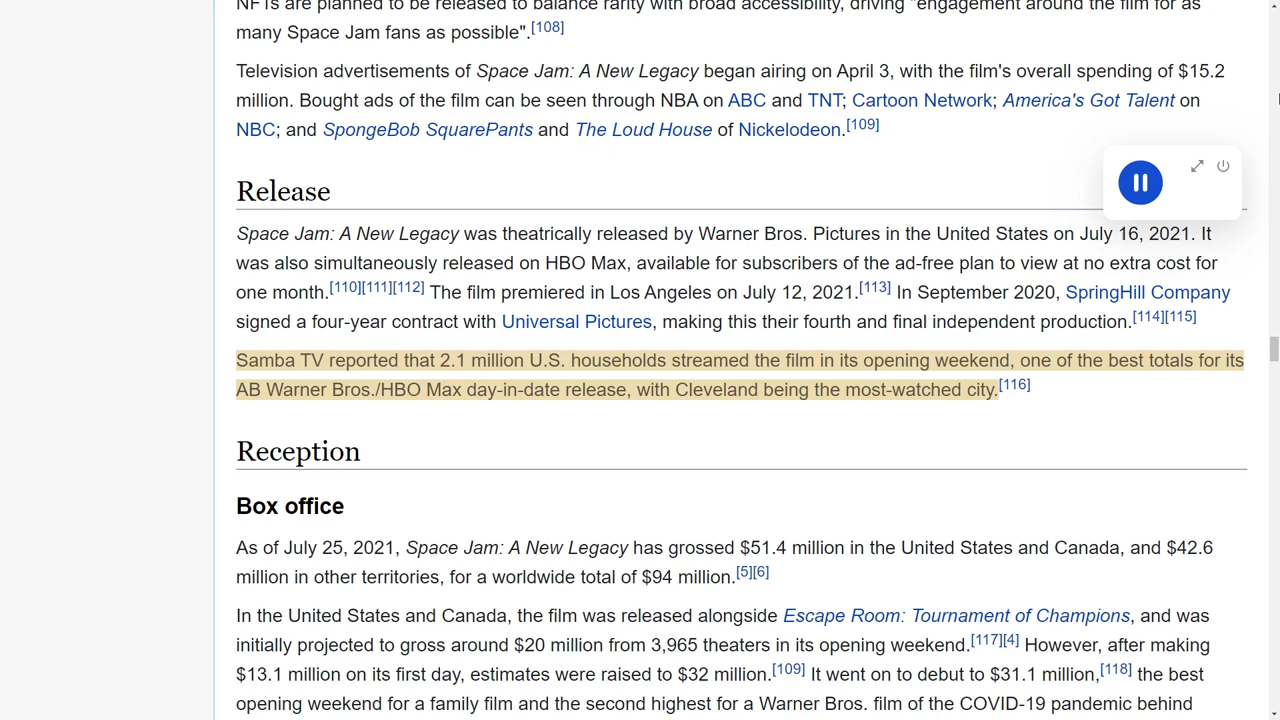 NFTs are planned to be released to balance rarity with broad accessibility, driving "engagement around the film for as
many Space Jam fans as possible".[108]
Television advertisements of Space Jam: A New Legacy began airing on April 3, with the film's overall spending of $15.2
million. Bought ads of the film can be seen through NBA on ABC and TNT; Cartoon Network; America's Got Talent on
NBC; and SpongeBob SquarePants and The Loud House of Nickelodeon.[109]
Release
Space Jam: A New Legacy was theatrically released by Warner Bros. Pictures in the United States on July 16, 2021. It
was also simultaneously released on HBO Max, available for subscribers of the ad-free plan to view at no extra cost for
one month.[110][111][112] The film premiered in Los Angeles on July 12, 2021.[113] In September 2020, SpringHill Company
signed a four-year contract with Universal Pictures, making this their fourth and final independent production.[114][115]
Samba TV reported that 2.1 million U.S. households streamed the film in its opening weekend, one of the best totals for its
AB Warner Bros./HBO Max day-in-date release, with Cleveland being the most-watched city.[116]
Reception
Box office
As of July 25, 2021, Space Jam: A New Legacy has grossed $51.4 million in the United States and Canada, and $42.6
million in other territories, for a worldwide total of $94 million.[5][6]
In the United States and Canada, the film was released alongside Escape Room: Tournament of Champions, and was
initially projected to gross around $20 million from 3,965 theaters in its opening weekend.[117][4] However, after making
$13.1 million on its first day, estimates were raised to $32 million.[109] It went on to debut to $31.1 million,[118] the best
opening weekend for a family film and the second highest for a Warner Bros. film of the COVID-19 pandemic behind